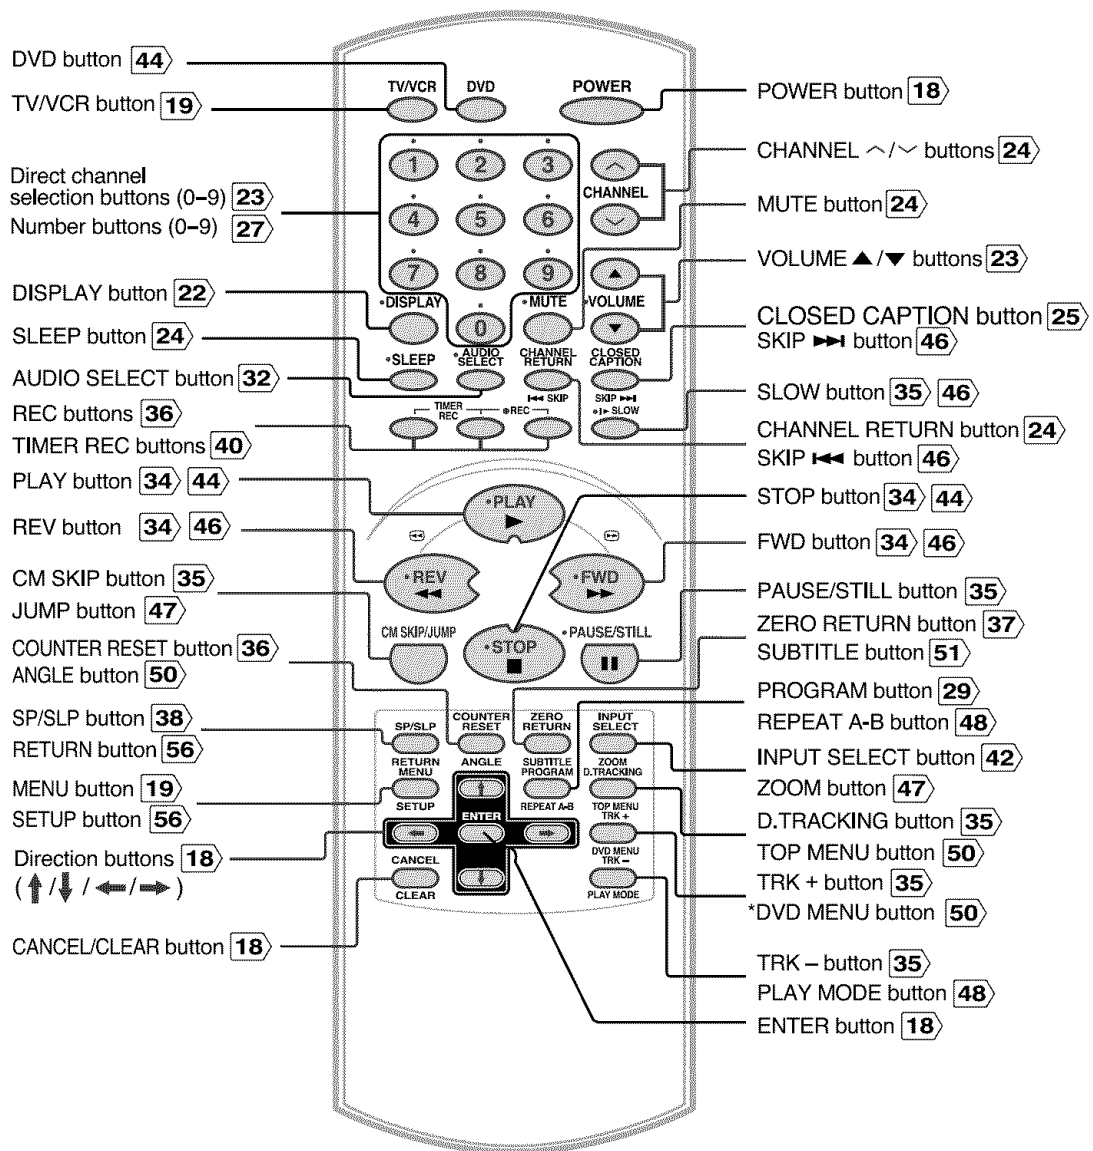 DVD button 44
TV/VCR button 19
Direct channel
selection buttons (0–9) 23
Number buttons (0–9) 27
DISPLAY button 22
SLEEP button 24
AUDIO SELECT button 32
REC buttons 36
TIMER REC buttons 40
PLAY button 34 44
REV button 34 46
CM SKIP button 35
JUMP button 47
COUNTER RESET button 36
ANGLE button 50
SP/SLP button 38
RETURN button 56
MENU button 19
SETUP button 56
Direction buttons 18
(↑/↓/←/→)
CANCEL/CLEAR button 18
TV/VCR DVD POWER
1 2 3
CHANNEL
4 5 6
7 8 9
•DISPLAY •MUTE •VOLUME
▲
▼
0
•SLEEP •AUDIO SELECT CHANNEL RETURN CLOSED CAPTION
⏮ SKIP SKIP ⏭
TIMER REC ●REC •I▶ SLOW
•PLAY
▶
•REV
◀◀
•FWD
▶▶
CM SKIP/JUMP •STOP •PAUSE/STILL
■
SP/SLP COUNTER RESET ZERO RETURN INPUT SELECT
RETURN ANGLE SUBTITLE ZOOM
MENU PROGRAM D.TRACKING
SETUP REPEAT A-B TOP MENU
ENTER TRK +
DVD MENU
CANCEL TRK –
CLEAR PLAY MODE
POWER button 18
CHANNEL ︿/﹀ buttons 24
MUTE button 24
VOLUME ▲/▼ buttons 23
CLOSED CAPTION button 25
SKIP ⏭ button 46
SLOW button 35 46
CHANNEL RETURN button 24
SKIP ⏮ button 46
STOP button 34 44
FWD button 34 46
PAUSE/STILL button 35
ZERO RETURN button 37
SUBTITLE button 51
PROGRAM button 29
REPEAT A-B button 48
INPUT SELECT button 42
ZOOM button 47
D.TRACKING button 35
TOP MENU button 50
TRK + button 35
*DVD MENU button 50
TRK – button 35
PLAY MODE button 48
ENTER button 18